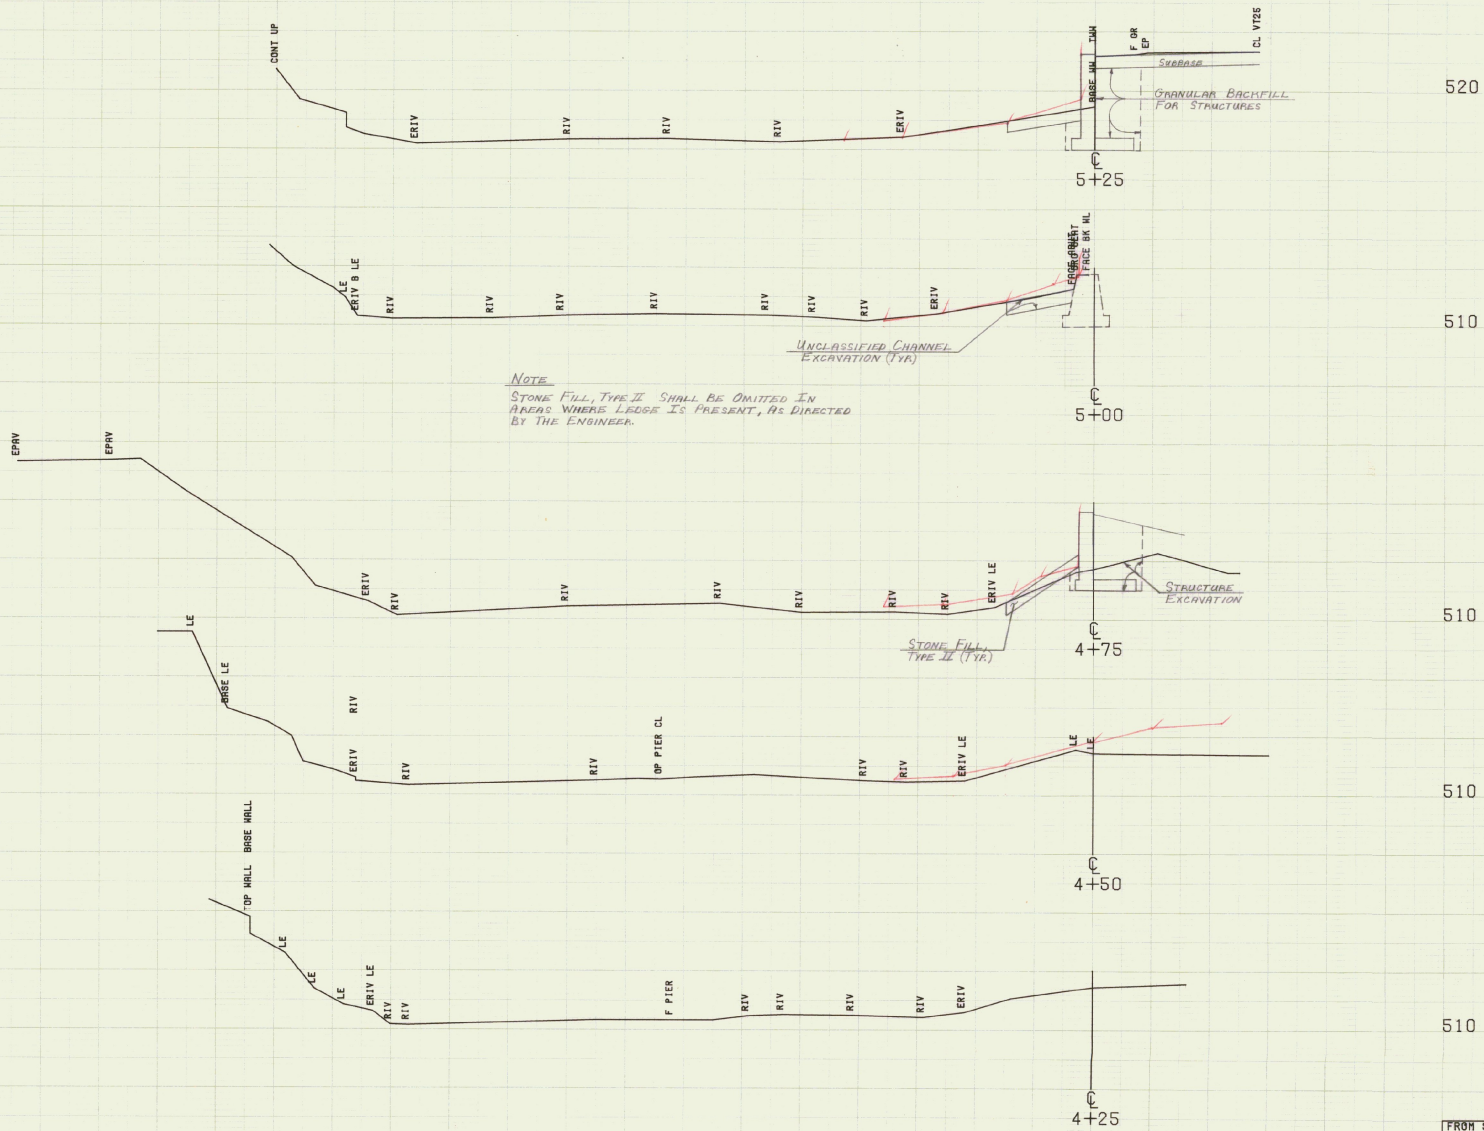 CONT UP
ERIV
RIV
RIV
RIV
ERIV
BASE WW
TWW
F GR
EP
CL VT25
SUBBASE
GRANULAR BACKFILL
FOR STRUCTURES
520
℄
5+25
LE
ERIV B LE
RIV
RIV
RIV
RIV
RIV
RIV
RIV
ERIV
FACE BK WL
510
UNCLASSIFIED CHANNEL
EXCAVATION (TYP.)
NOTE
STONE FILL, TYPE II SHALL BE OMITTED IN
AREAS WHERE LEDGE IS PRESENT, AS DIRECTED
BY THE ENGINEER.
℄
5+00
EPAV
EPAV
ERIV
RIV
RIV
RIV
RIV
RIV
RIV
ERIV LE
STRUCTURE
EXCAVATION
510
STONE FILL,
TYPE II (TYP.)
℄
4+75
LE
BASE LE
RIV
ERIV
RIV
RIV
OP PIER CL
RIV
RIV
ERIV LE
LE
LE
510
℄
4+50
TOP WALL BASE WALL
LE
LE
LE
ERIV LE
RIV
RIV
F PIER
RIV
RIV
RIV
RIV
ERIV
510
℄
4+25
FROM